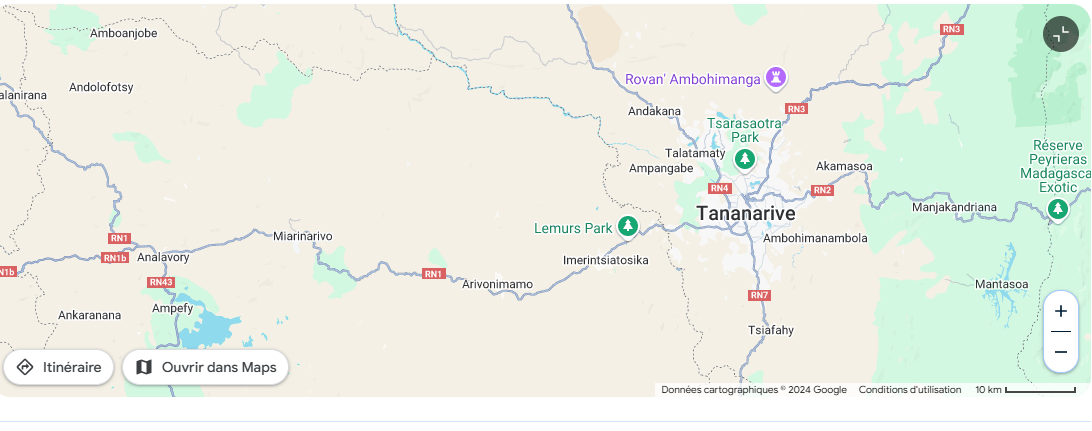 Amboanjobe
RN3
Rovan' Ambohimanga
Andolofotsy
alanirana
RN3
Andakana
Tsarasaotra
Park
Réserve
Peyrieras
Madagasca
Exotic
Talatamaty
Ampangabe
Akamasoa
RN4
RN2
Tananarive
Manjakandriana
Lemurs Park
RN1
Miarinarivo
Ambohimanambola
RN1b
Analavory
Imerintsiatosika
N1b
RN1
RN43
Arivonimamo
Mantasoa
RN7
Ankaranana
Ampefy
Tsiafahy
+
−
Itinéraire
Ouvrir dans Maps
Données cartographiques © 2024 Google
Conditions d'utilisation
10 km